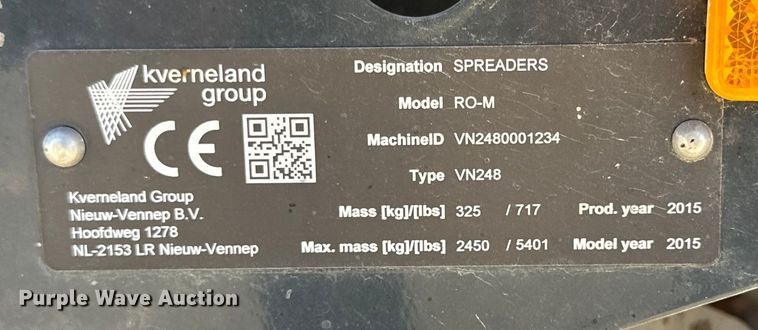 kverneland
group
CE
Kverneland Group
Nieuw-Vennep B.V.
Hoofdweg 1278
NL-2153 LR Nieuw-Vennep
Designation SPREADERS
Model RO-M
MachineID VN2480001234
Type VN248
Mass [kg]/[lbs] 325 / 717 Prod. year 2015
Max. mass [kg]/[lbs] 2450 / 5401 Model year 2015
Purple Wave Auction